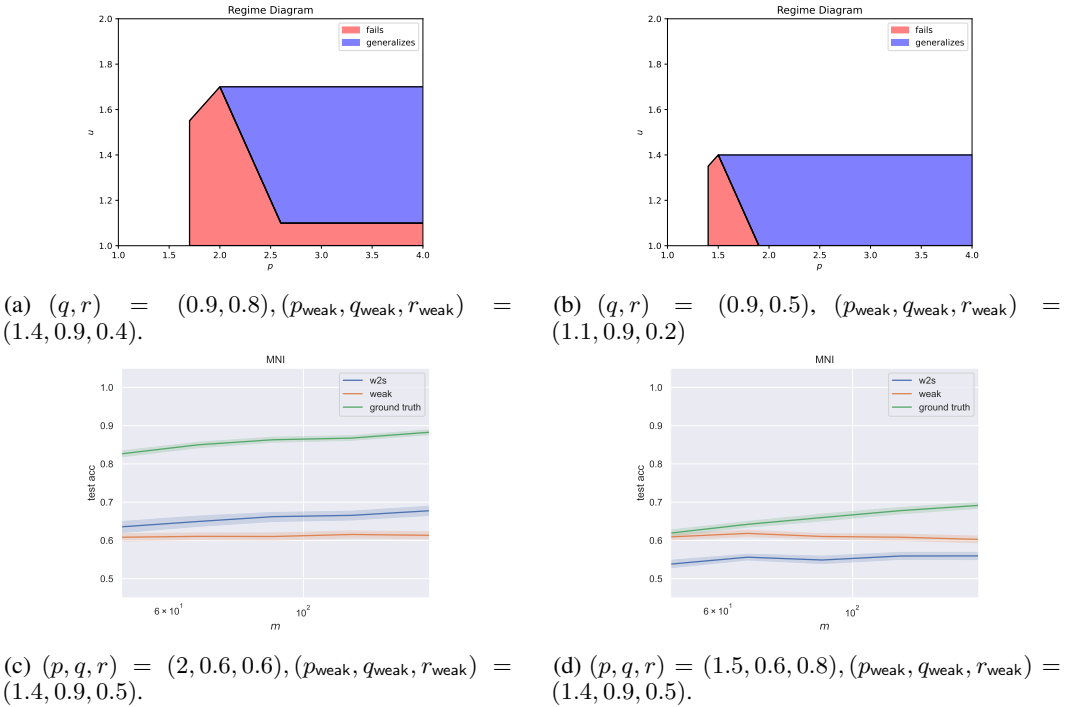 Regime Diagram
fails
generalizes
2.0
1.8
1.6
1.4
1.2
1.0
u
1.0 1.5 2.0 2.5 3.0 3.5 4.0
p
(a) (q, r) = (0.9, 0.8), (p_weak, q_weak, r_weak) =
(1.4, 0.9, 0.4).
Regime Diagram
fails
generalizes
2.0
1.8
1.6
1.4
1.2
1.0
u
1.0 1.5 2.0 2.5 3.0 3.5 4.0
p
(b) (q, r) = (0.9, 0.5), (p_weak, q_weak, r_weak) =
(1.1, 0.9, 0.2)
MNI
w2s
weak
ground truth
1.0
0.9
0.8
0.7
0.6
0.5
test acc
6 × 10¹ 10²
m
(c) (p, q, r) = (2, 0.6, 0.6), (p_weak, q_weak, r_weak) =
(1.4, 0.9, 0.5).
MNI
w2s
weak
ground truth
1.0
0.9
0.8
0.7
0.6
0.5
test acc
6 × 10¹ 10²
m
(d) (p, q, r) = (1.5, 0.6, 0.8), (p_weak, q_weak, r_weak) =
(1.4, 0.9, 0.5).